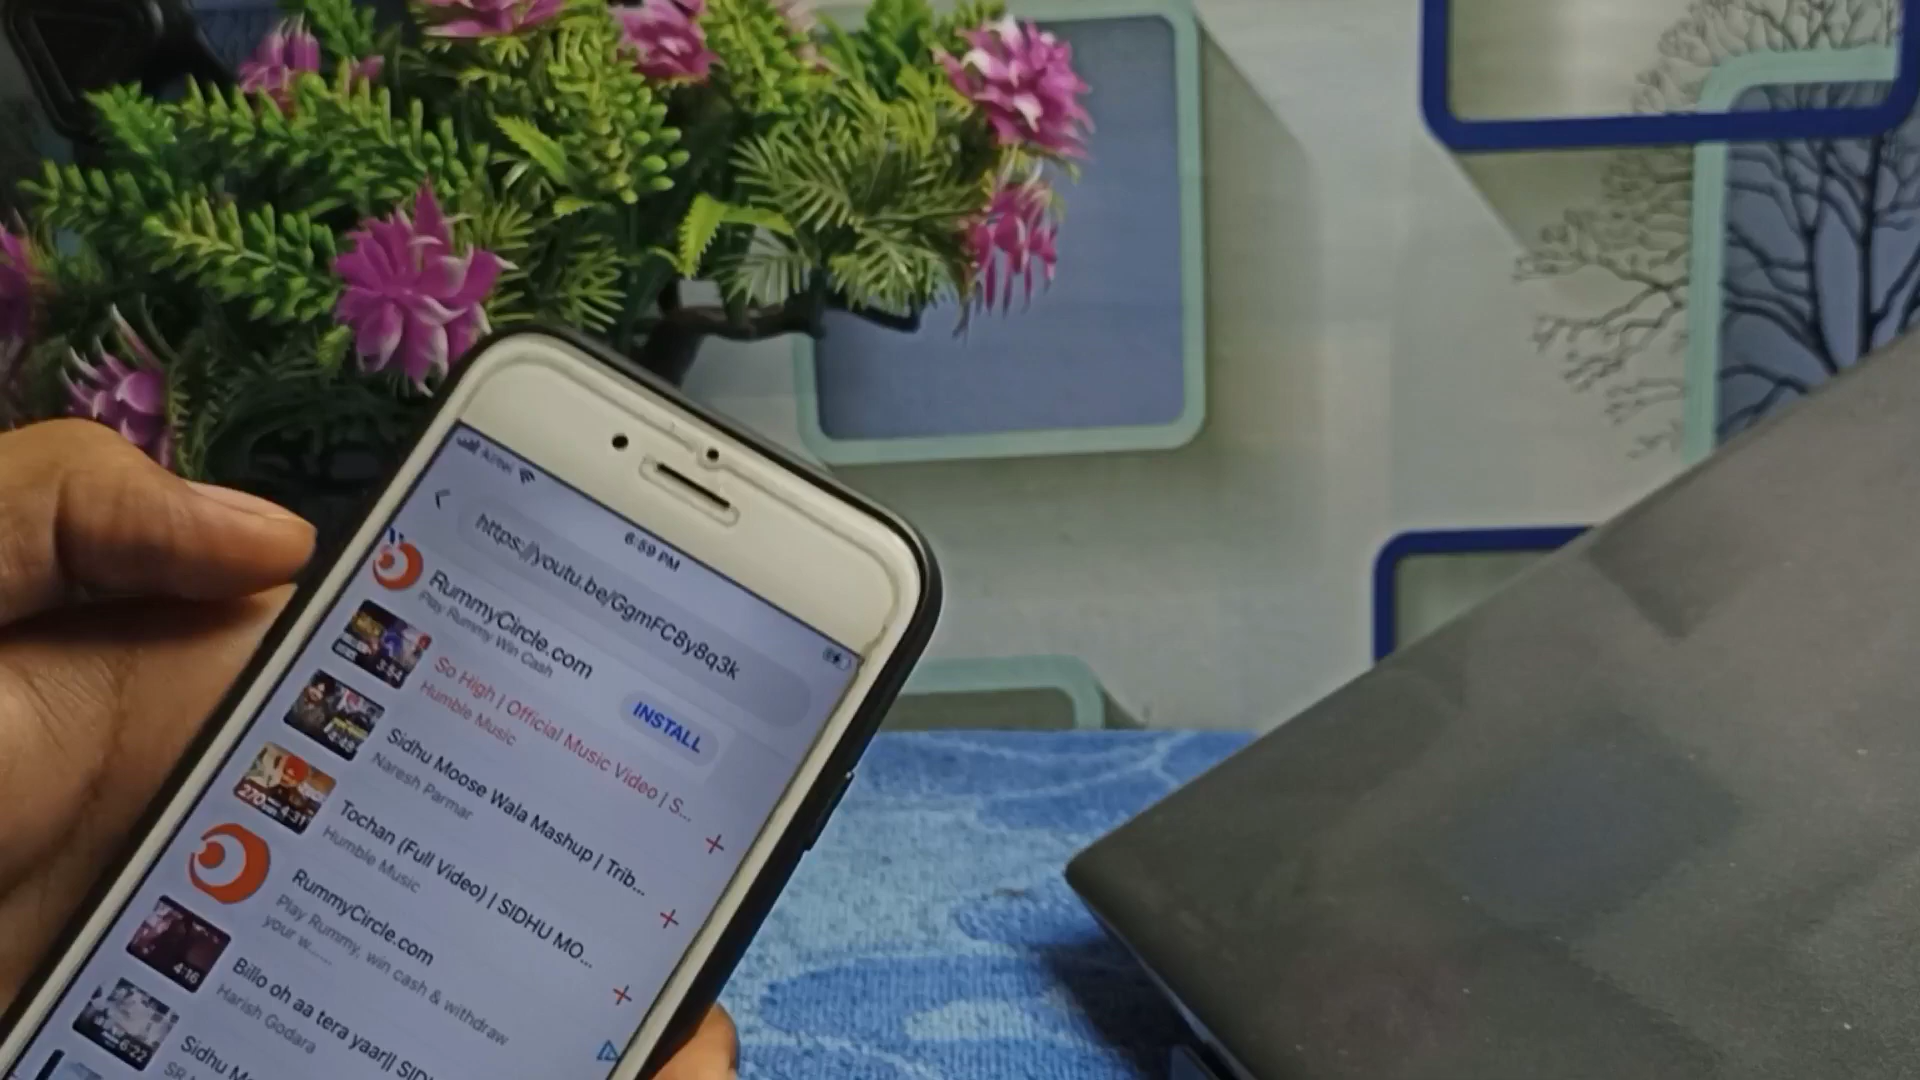 Airtel
6:59 PM
https://youtu.be/GgmFC8y8q3k
RummyCircle.com
Play Rummy Win Cash
INSTALL
3:54
So High | Official Music Video | S...
Humble Music
4:45
Sidhu Moose Wala Mashup | Trib...
Naresh Parmar
270
4:31
Tochan (Full Video) | SIDHU MO...
Humble Music
RummyCircle.com
Play Rummy, win cash & withdraw
your w......
4:16
Billo oh aa tera yaar|| SID
Harish Godara
6:22
Sidhu M